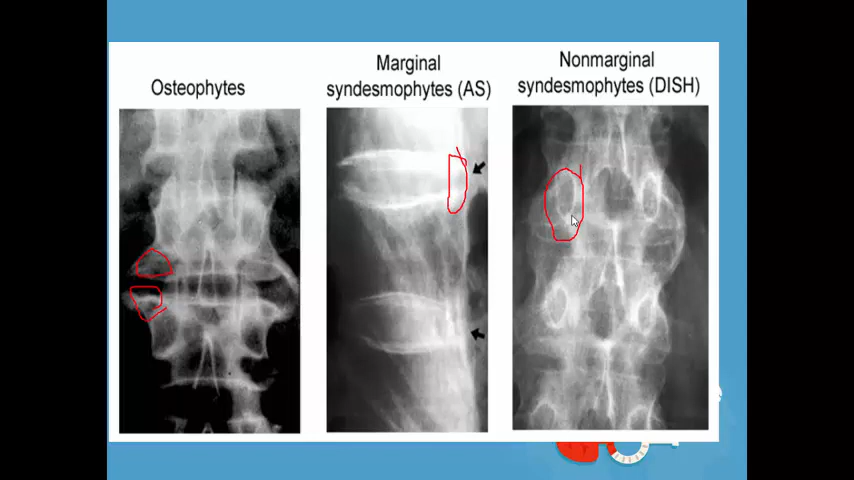 Osteophytes
Marginal
syndesmophytes (AS)
Nonmarginal
syndesmophytes (DISH)